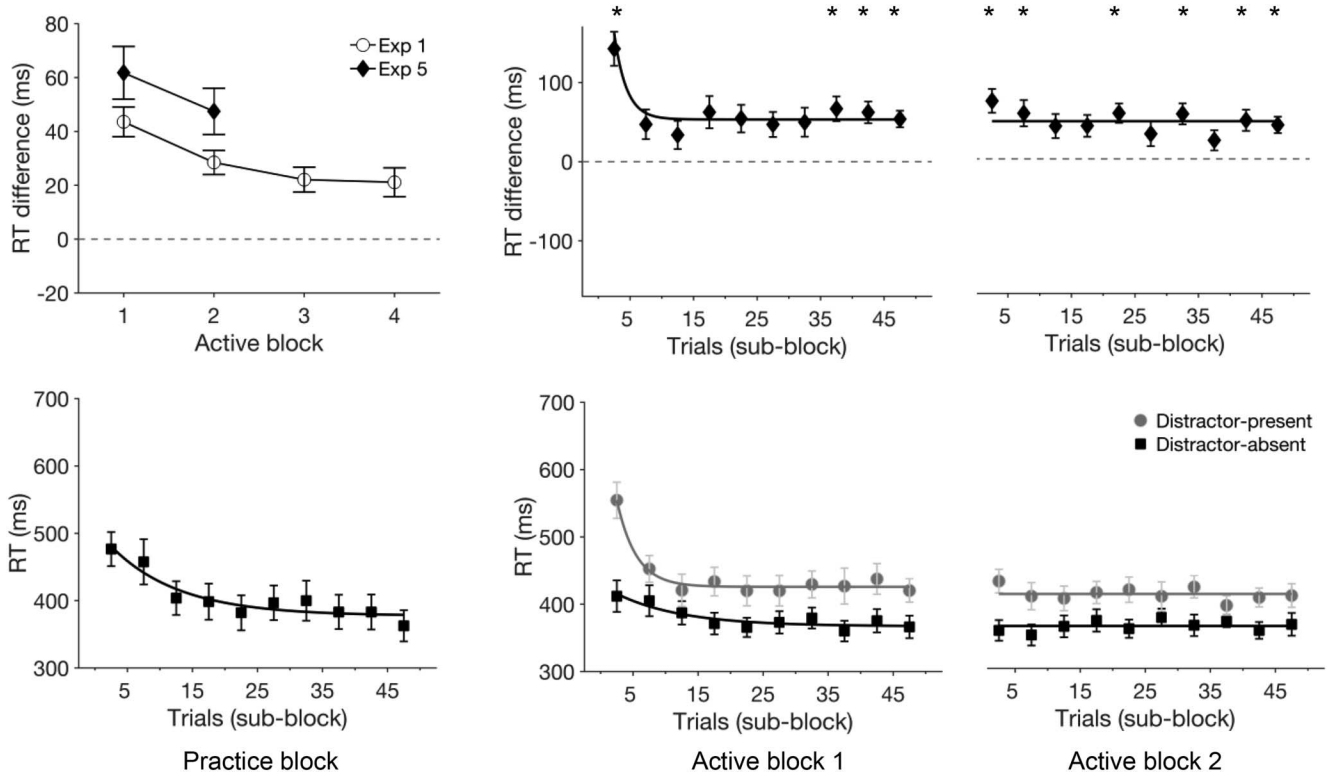 * * * *
* * * * * *
RT difference (ms)
80
60
40
20
0
-20
Exp 1
Exp 5
1 2 3 4
Active block
RT difference (ms)
100
0
-100
5 15 25 35 45
Trials (sub-block)
5 15 25 35 45
Trials (sub-block)
RT (ms)
700
600
500
400
300
5 15 25 35 45
Trials (sub-block)
Practice block
RT (ms)
700
600
500
400
300
5 15 25 35 45
Trials (sub-block)
Active block 1
Distractor-present
Distractor-absent
5 15 25 35 45
Trials (sub-block)
Active block 2